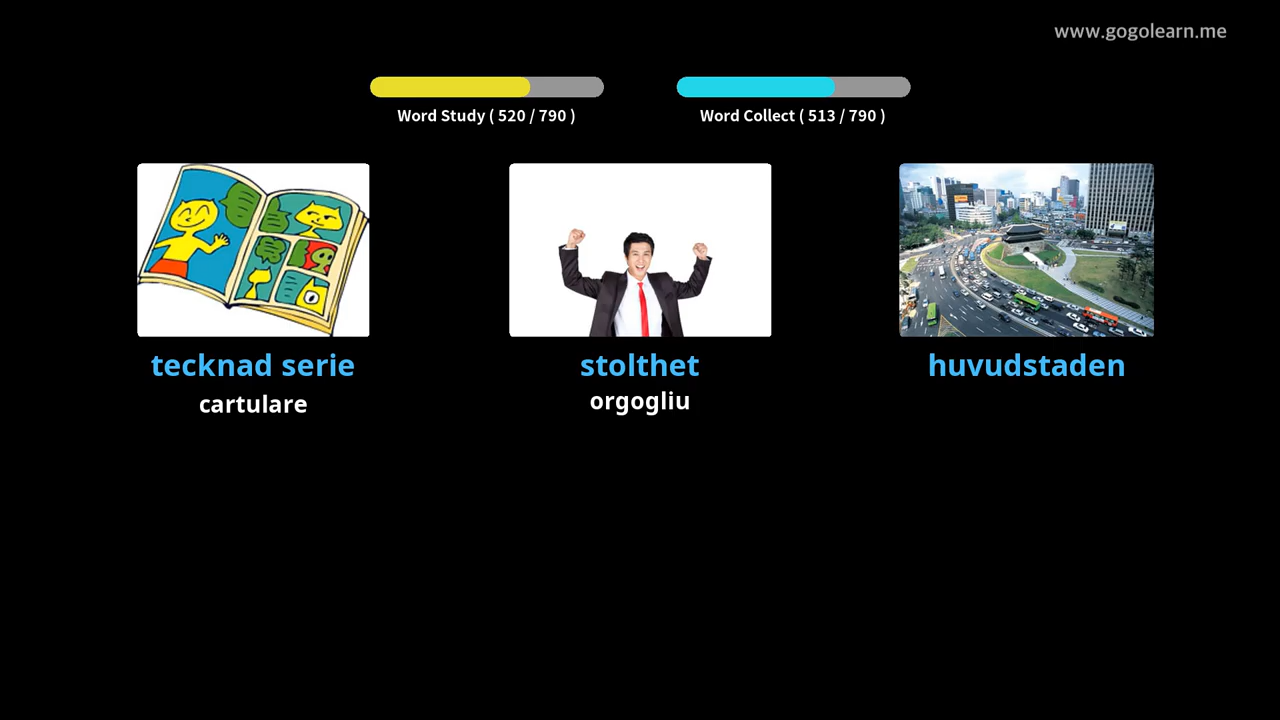 www.gogolearn.me
Word Study ( 520 / 790 )
Word Collect ( 513 / 790 )
tecknad serie
stolthet
huvudstaden
cartulare
orgogliu